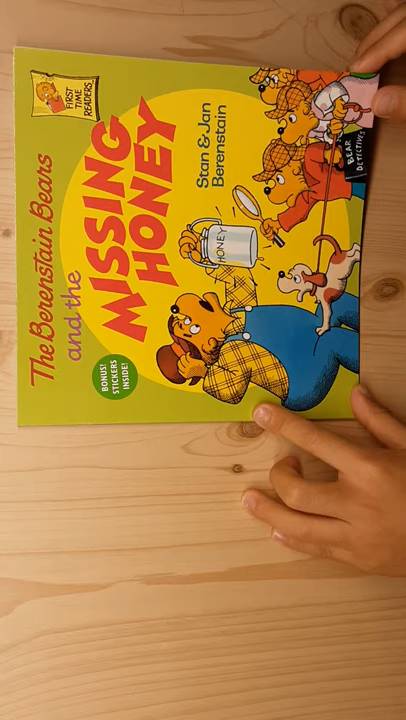 FIRST
TIME
READERS
The Berenstain Bears
and the
MISSING
HONEY
Stan & Jan
Berenstain
HONEY
BEAR
DETECTIVES
BONUS!
STICKERS
INSIDE!